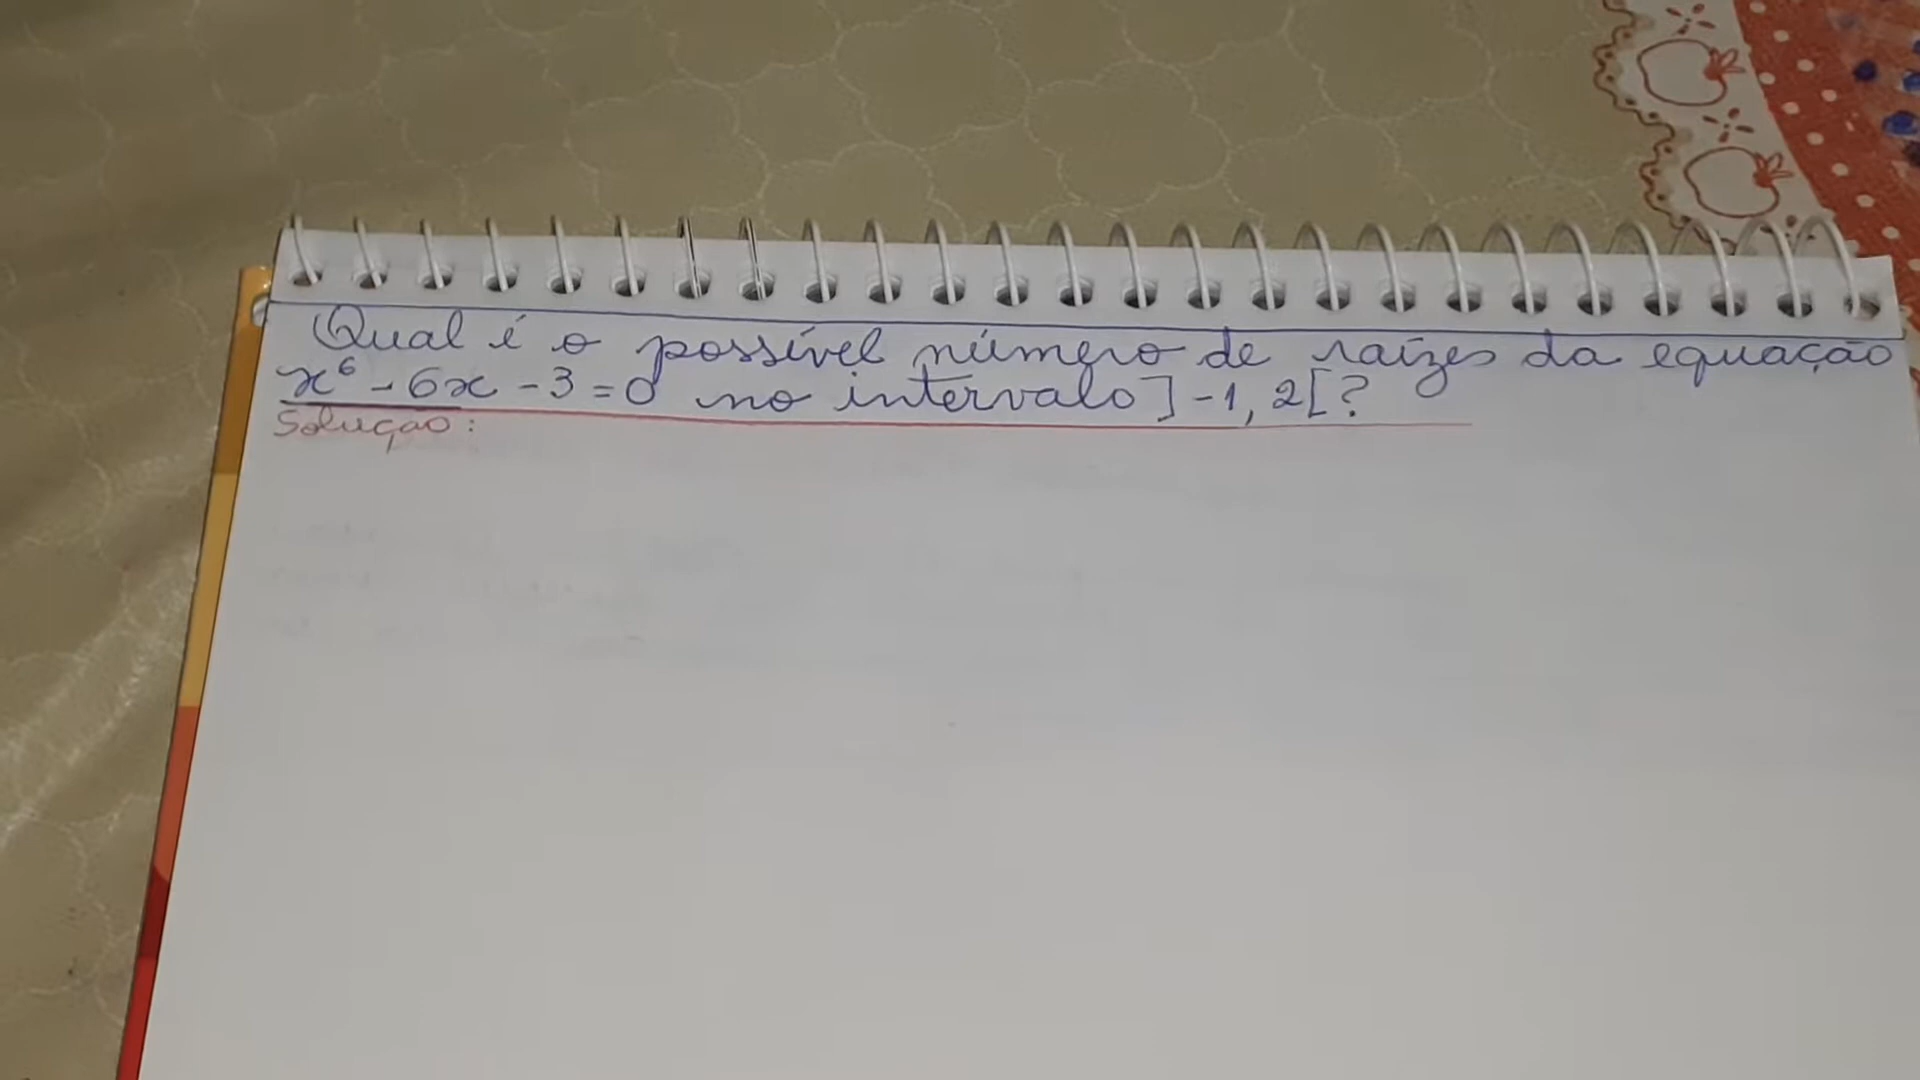 Qual é o possível número de raízes da equação
x⁶ - 6x - 3 = 0 no intervalo ] -1, 2[ ?
Solução: